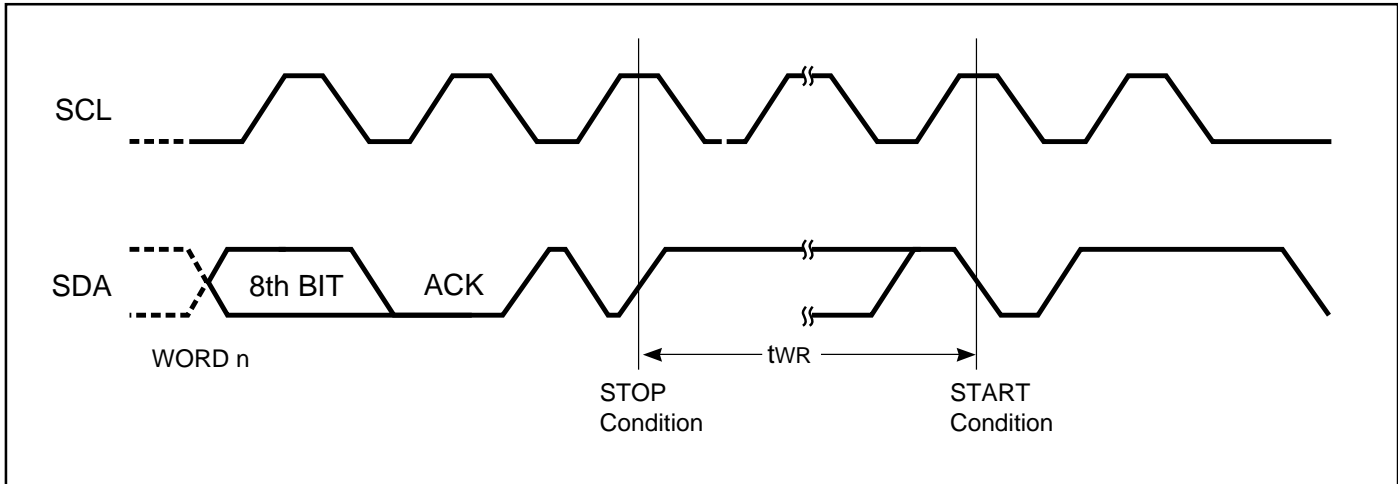 SCL
SDA
8th BIT
ACK
WORD n
tWR
STOP
Condition
START
Condition